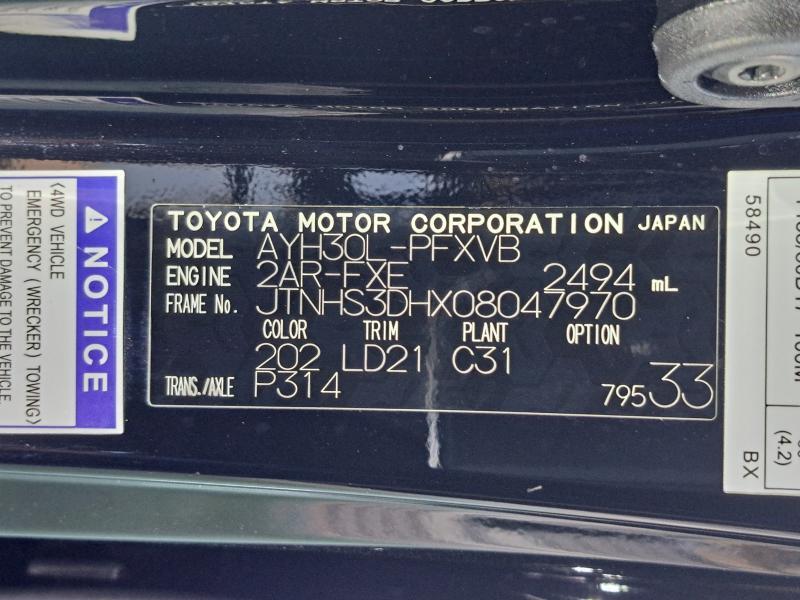 TOYOTA MOTOR CORPORATION JAPAN
MODEL AYH30L-PFXVB
ENGINE 2AR-FXE 2494 mL
FRAME No. JTNHS3DHX08047970
COLOR TRIM PLANT OPTION
202 LD21 C31
TRANS./AXLE P314
79533
NOTICE
(4WD VEHICLE
EMERGENCY (WRECKER) TOWING)
TO PREVENT DAMAGE TO THE VEHICLE
58490
BX
(4.2)